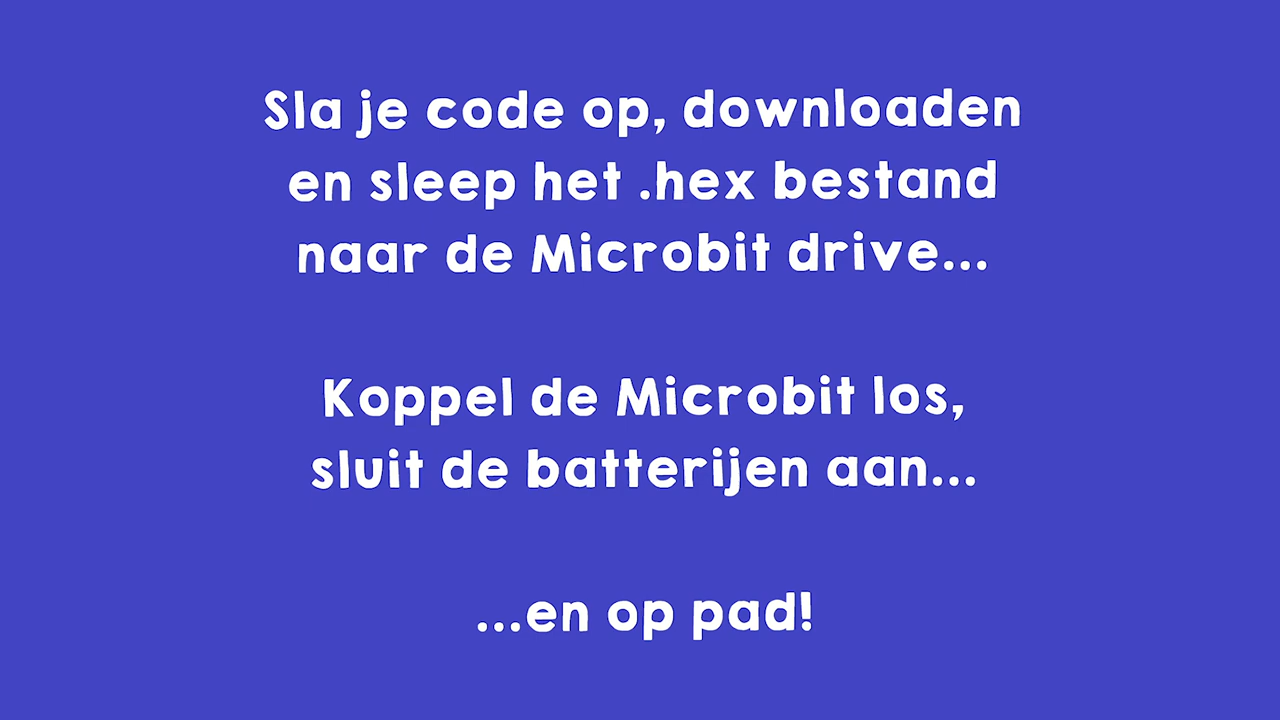 Sla je code op, downloaden
en sleep het .hex bestand
naar de Microbit drive...
Koppel de Microbit los,
sluit de batterijen aan...
...en op pad!